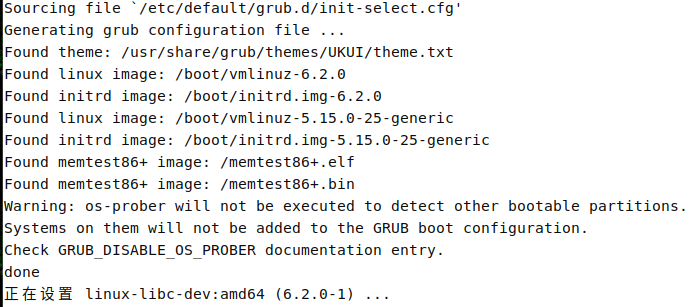 Sourcing file `/etc/default/grub.d/init-select.cfg'
Generating grub configuration file ...
Found theme: /usr/share/grub/themes/UKUI/theme.txt
Found linux image: /boot/vmlinuz-6.2.0
Found initrd image: /boot/initrd.img-6.2.0
Found linux image: /boot/vmlinuz-5.15.0-25-generic
Found initrd image: /boot/initrd.img-5.15.0-25-generic
Found memtest86+ image: /memtest86+.elf
Found memtest86+ image: /memtest86+.bin
Warning: os-prober will not be executed to detect other bootable partitions.
Systems on them will not be added to the GRUB boot configuration.
Check GRUB_DISABLE_OS_PROBER documentation entry.
done
正在设置 linux-libc-dev:amd64 (6.2.0-1) ...